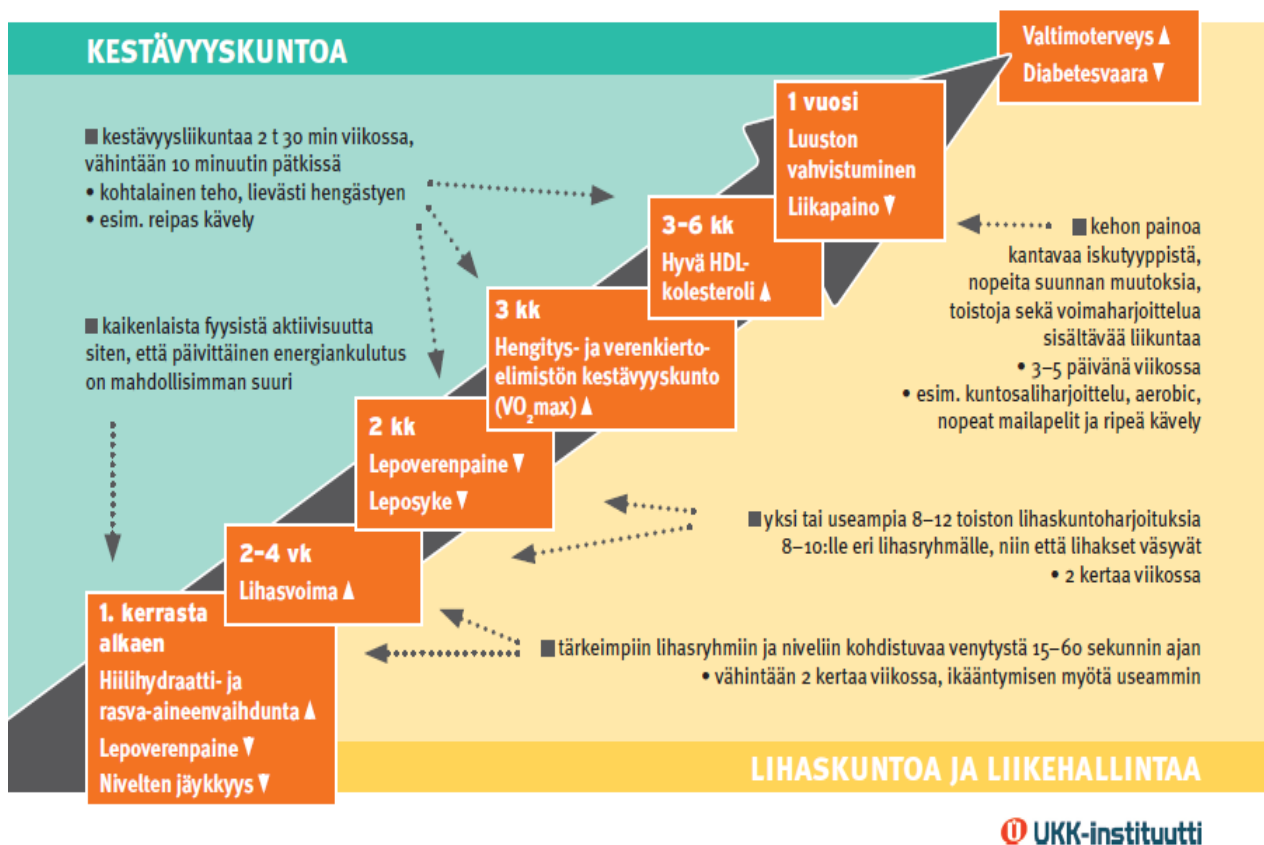 KESTÄVYYSKUNTOA
■ kestävyysliikuntaa 2 t 30 min viikossa,
vähintään 10 minuutin pätkissä
• kohtalainen teho, lievästi hengästyen
• esim. reipas kävely
■ kaikenlaista fyysistä aktiivisuutta
siten, että päivittäinen energiankulutus
on mahdollisimman suuri
Valtimoterveys ▲
Diabetesvaara ▼
1 vuosi
Luuston
vahvistuminen
Liikapaino ▼
3–6 kk
Hyvä HDL-
kolesteroli ▲
3 kk
Hengitys- ja verenkierto-
elimistön kestävyyskunto
(VO₂max) ▲
2 kk
Lepoverenpaine ▼
Leposyke ▼
2–4 vk
Lihasvoima ▲
1. kerrasta
alkaen
Hiilihydraatti- ja
rasva-aineenvaihdunta ▲
Lepoverenpaine ▼
Nivelten jäykkyys ▼
■ kehon painoa
kantavaa iskutyyppistä,
nopeita suunnan muutoksia,
toistoja sekä voimaharjoittelua
sisältävää liikuntaa
• 3–5 päivänä viikossa
• esim. kuntosaliharjoittelu, aerobic,
nopeat mailapelit ja ripeä kävely
■ yksi tai useampia 8–12 toiston lihaskuntoharjoituksia
8–10:lle eri lihasryhmälle, niin että lihakset väsyvät
• 2 kertaa viikossa
■ tärkeimpiin lihasryhmiin ja niveliin kohdistuvaa venytystä 15–60 sekunnin ajan
• vähintään 2 kertaa viikossa, ikääntymisen myötä useammin
LIHASKUNTOA JA LIIKEHALLINTAA
UKK-instituutti